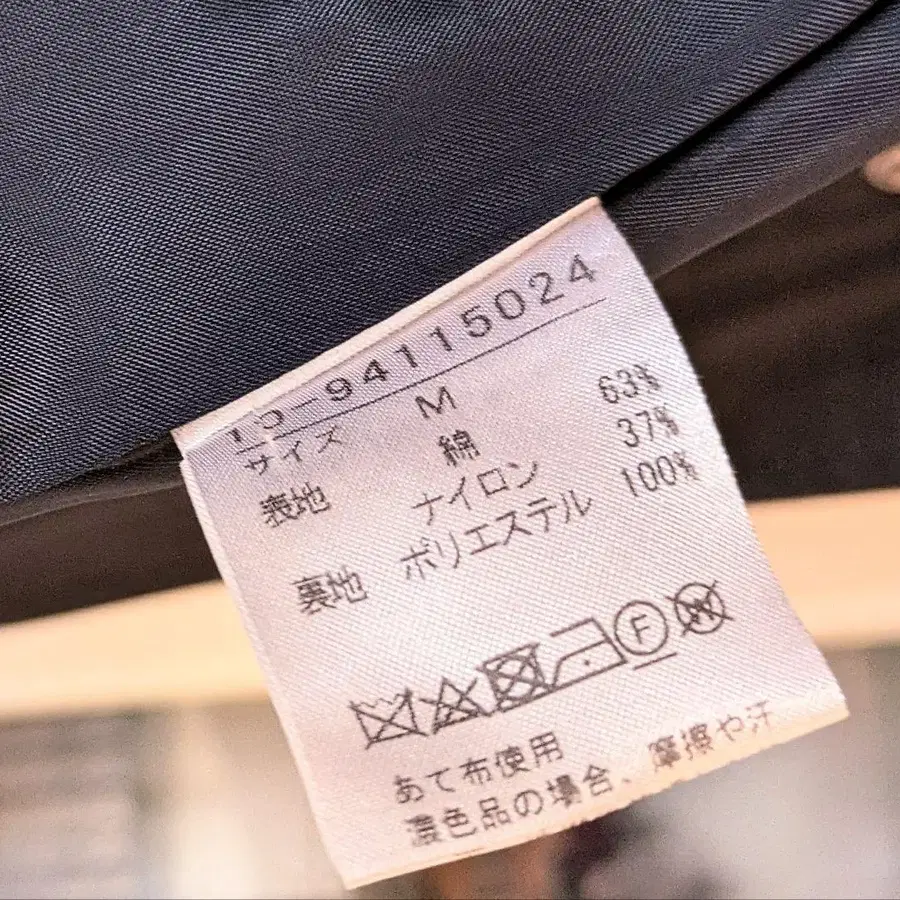 15-94115024
サイズ M
表地 綿 63%
ナイロン 37%
裏地 ポリエステル 100%
F W
あて布使用
濃色品の場合、摩擦や汗